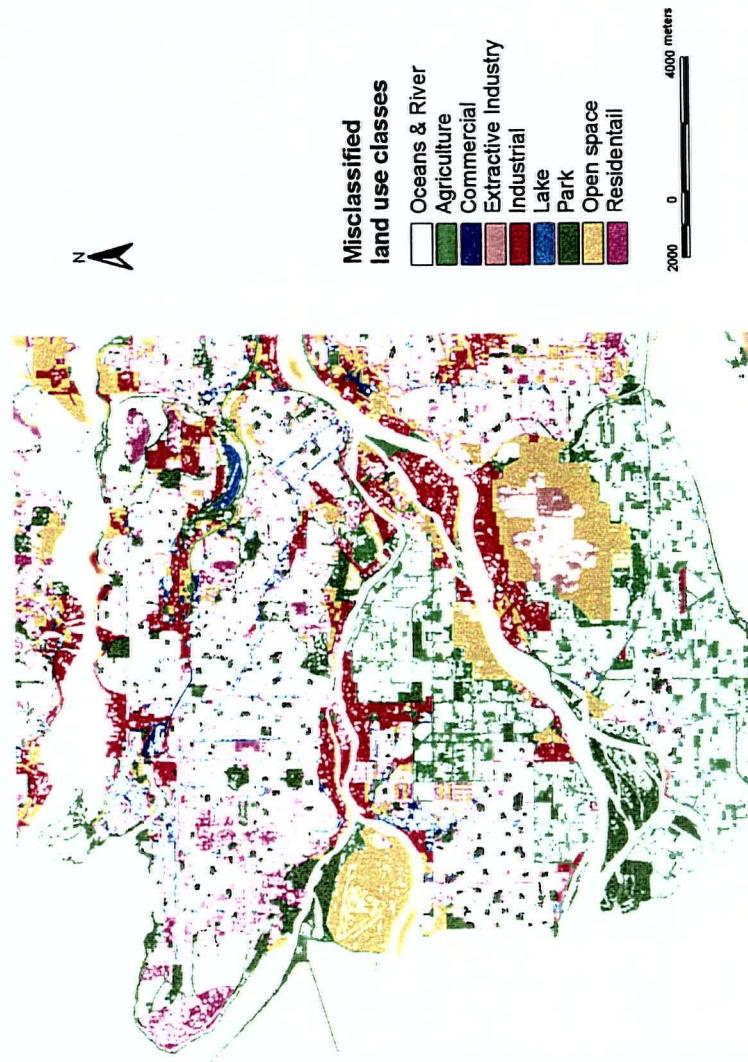 N
Misclassified
land use classes
Oceans & River
Agriculture
Commercial
Extractive Industry
Industrial
Lake
Park
Open space
Residentail
2000 0 4000 meters